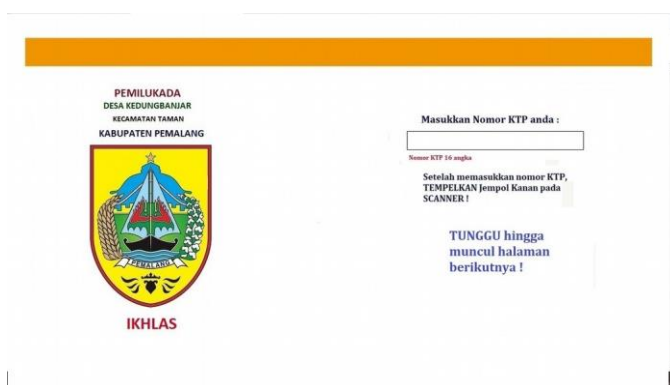 PEMILUKADA
DESA KEDUNGBANJAR
KECAMATAN TAMAN
KABUPATEN PEMALANG
PEMALANG
IKHLAS
Masukkan Nomor KTP anda :
Nomor KTP 16 angka
Setelah memasukkan nomor KTP,
TEMPELKAN Jempol Kanan pada
SCANNER !
TUNGGU hingga
muncul halaman
berikutnya !